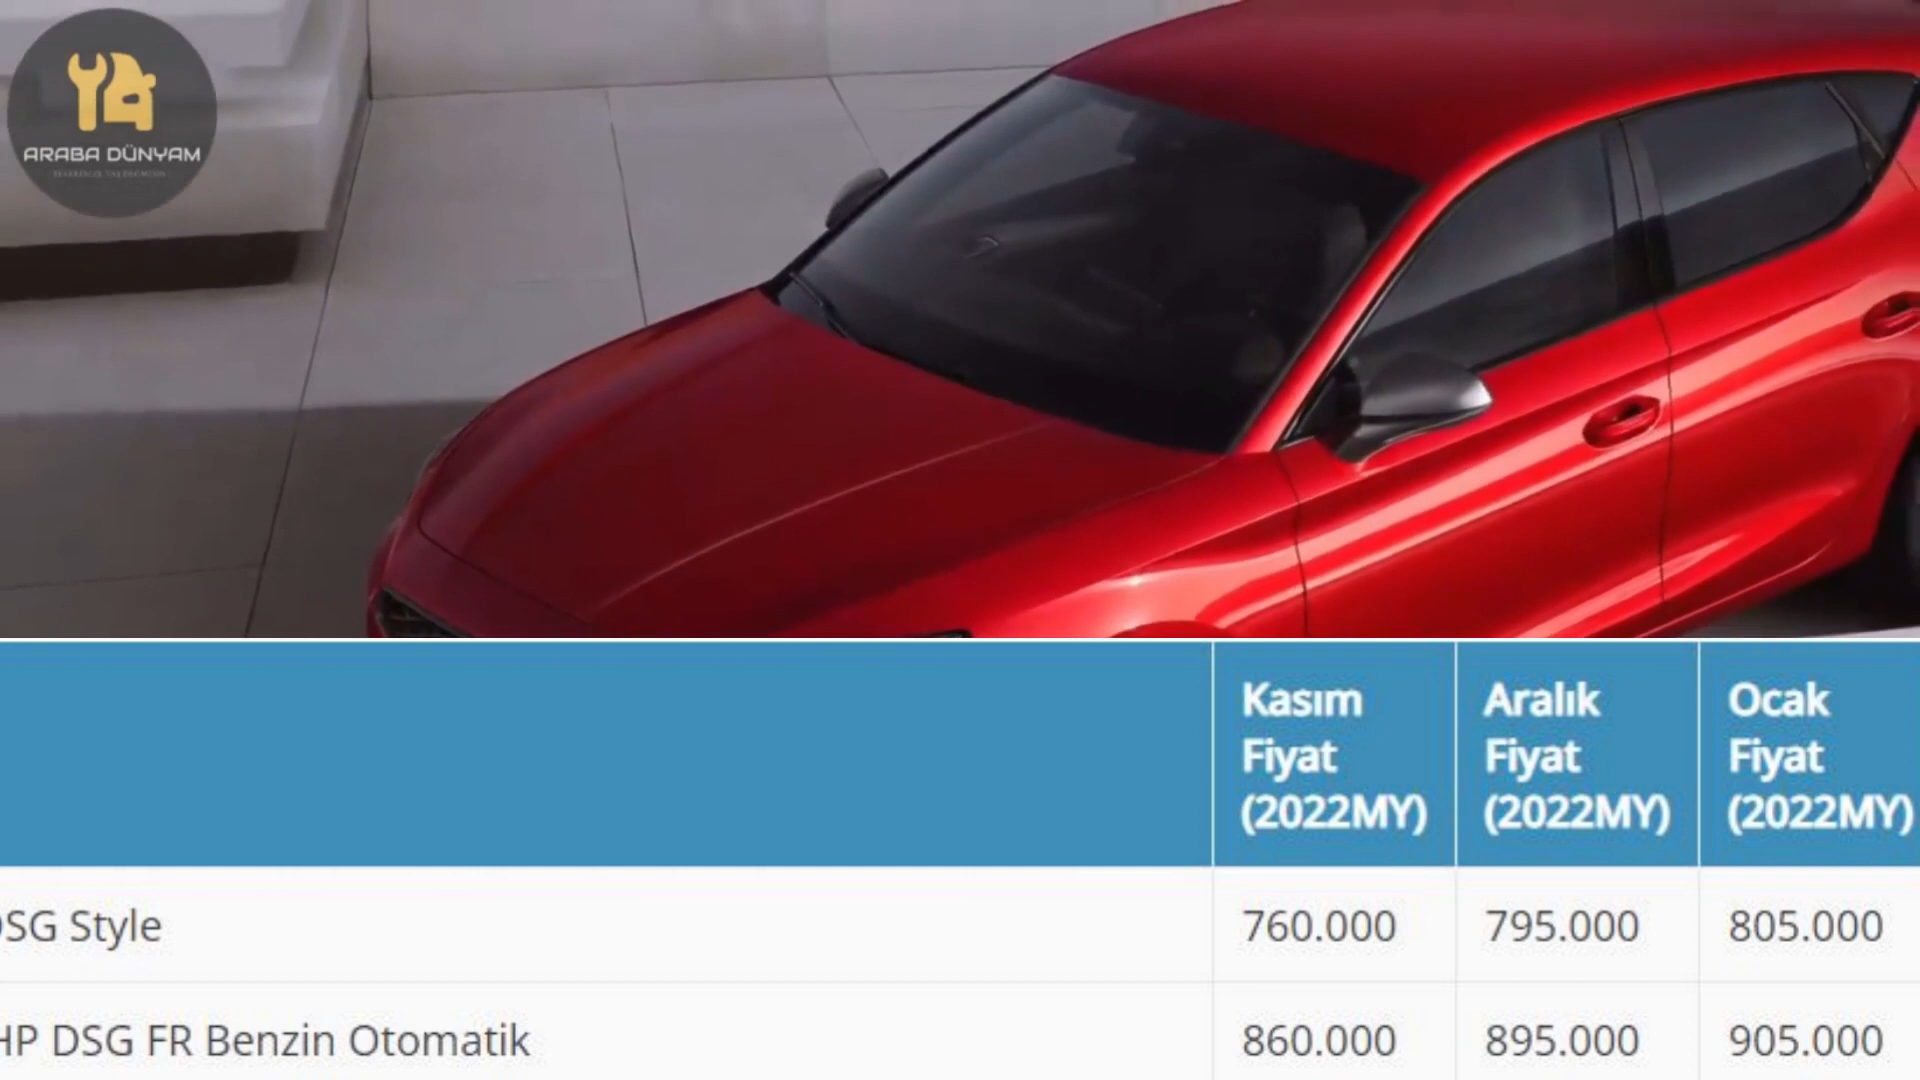 ARABA DÜNYAM
Kasım
Fiyat
(2022MY)
Aralık
Fiyat
(2022MY)
Ocak
Fiyat
(2022MY)
SG Style
760.000
795.000
805.000
HP DSG FR Benzin Otomatik
860.000
895.000
905.000